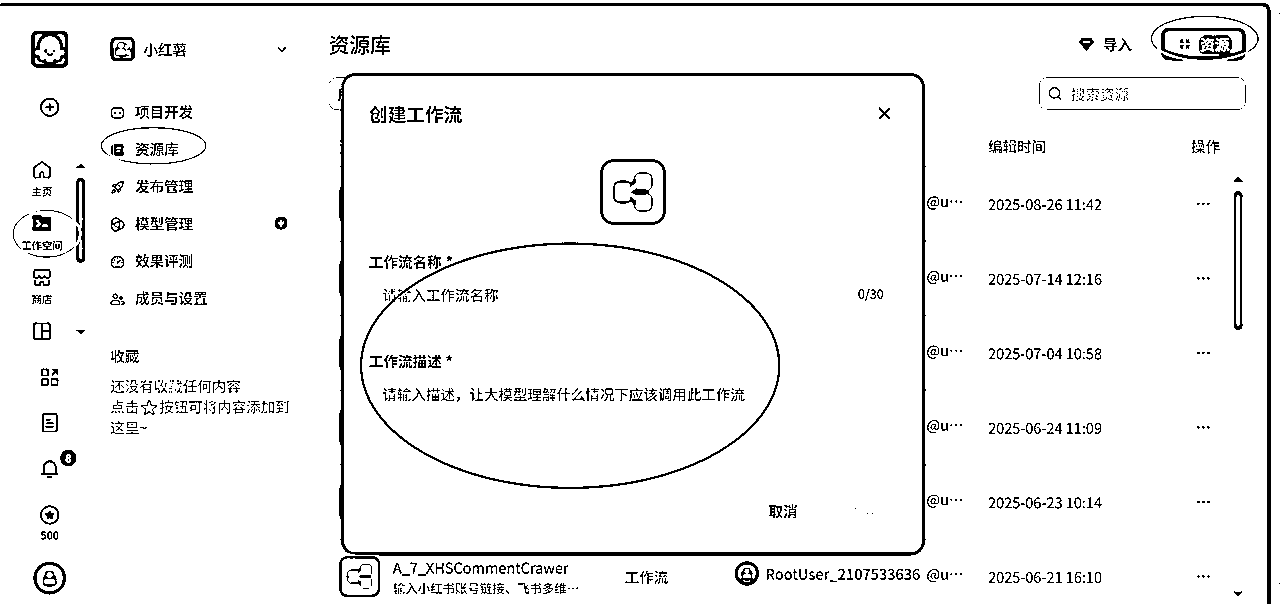 小红薯
资源库
导入
资源
搜索资源
项目开发
资源库
发布管理
模型管理
效果评测
成员与设置
主页
工作空间
商店
收藏
还没有收藏任何内容
点击☆按钮可将内容添加到
这里~
8
500
创建工作流
工作流名称 *
请输入工作流名称
0/30
工作流描述 *
请输入描述，让大模型理解什么情况下应该调用此工作流
取消
编辑时间
操作
@u···
2025-08-26 11:42
···
@u···
2025-07-14 12:16
···
@u···
2025-07-04 10:58
···
@u···
2025-06-24 11:09
···
@u···
2025-06-23 10:14
···
A_7_XHSCommentCrawer
输入小红书账号链接、飞书多维···
工作流
RootUser_2107533636 @u···
2025-06-21 16:10
···